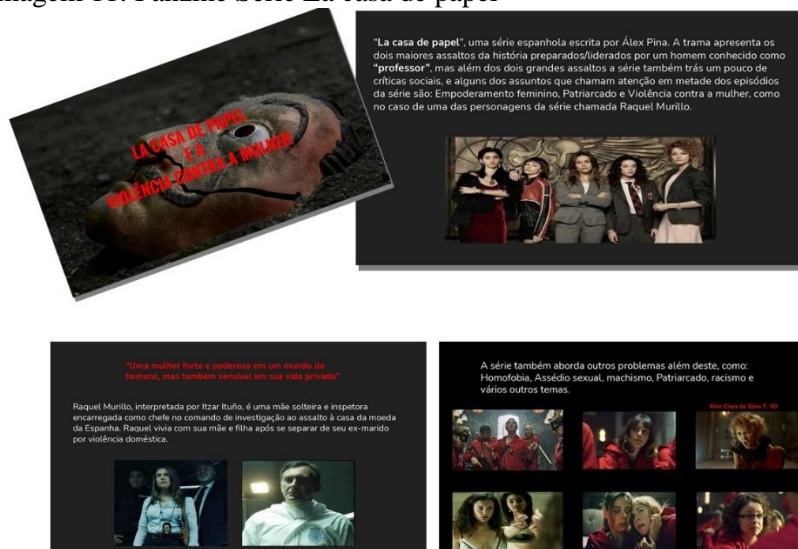 magem 11: Fanzine Série La casa de papel
LA CASA DE PAPEL
E A
VIOLÊNCIA CONTRA A MULHER
"La casa de papel", uma série espanhola escrita por Álex Pina. A trama apresenta os
dois maiores assaltos da história preparados/liderados por um homem conhecido como
"professor", mas além dos dois grandes assaltos a série também trás um pouco de
críticas sociais, e alguns dos assuntos que chamam atenção em metade dos episódios
da série são: Empoderamento feminino, Patriarcado e Violência contra a mulher, como
no caso de uma das personagens da série chamada Raquel Murillo.
"Uma mulher forte e poderosa em um mundo de
homens, mas também sensível em sua vida privada"
Raquel Murillo, interpretada por Itzar Ituño, é uma mãe solteira e inspetora
encarregada como chefe no comando de investigação ao assalto à casa da moeda
da Espanha. Raquel vivia com sua mãe e filha após se separar de seu ex-marido
por violência doméstica.
A série também aborda outros problemas além deste, como:
Homofobia, Assédio sexual, machismo, Patriarcado, racismo e
vários outros temas.
Clara da Silva T: 101